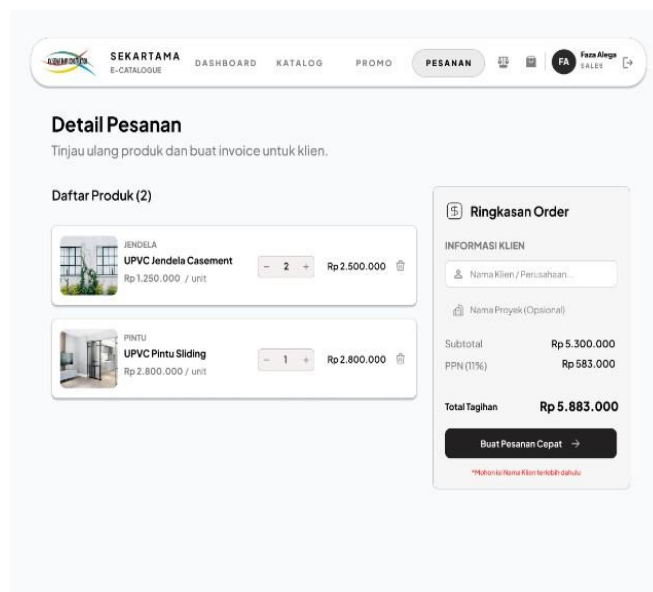 SEKARTAMA
E-CATALOGUE
DASHBOARD
KATALOG
PROMO
PESANAN
FA
Faza Alega
SALES
Detail Pesanan
Tinjau ulang produk dan buat invoice untuk klien.
Daftar Produk (2)
JENDELA
UPVC Jendela Casement
Rp 1.250.000 / unit
− 2 +
Rp 2.500.000
PINTU
UPVC Pintu Sliding
Rp 2.800.000 / unit
− 1 +
Rp 2.800.000
Ringkasan Order
INFORMASI KLIEN
Nama Klien / Perusahaan...
Nama Proyek (Opsional)
Subtotal Rp 5.300.000
PPN (11%) Rp 583.000
Total Tagihan Rp 5.883.000
Buat Pesanan Cepat →
*Mohon isi Nama Klien terlebih dahulu